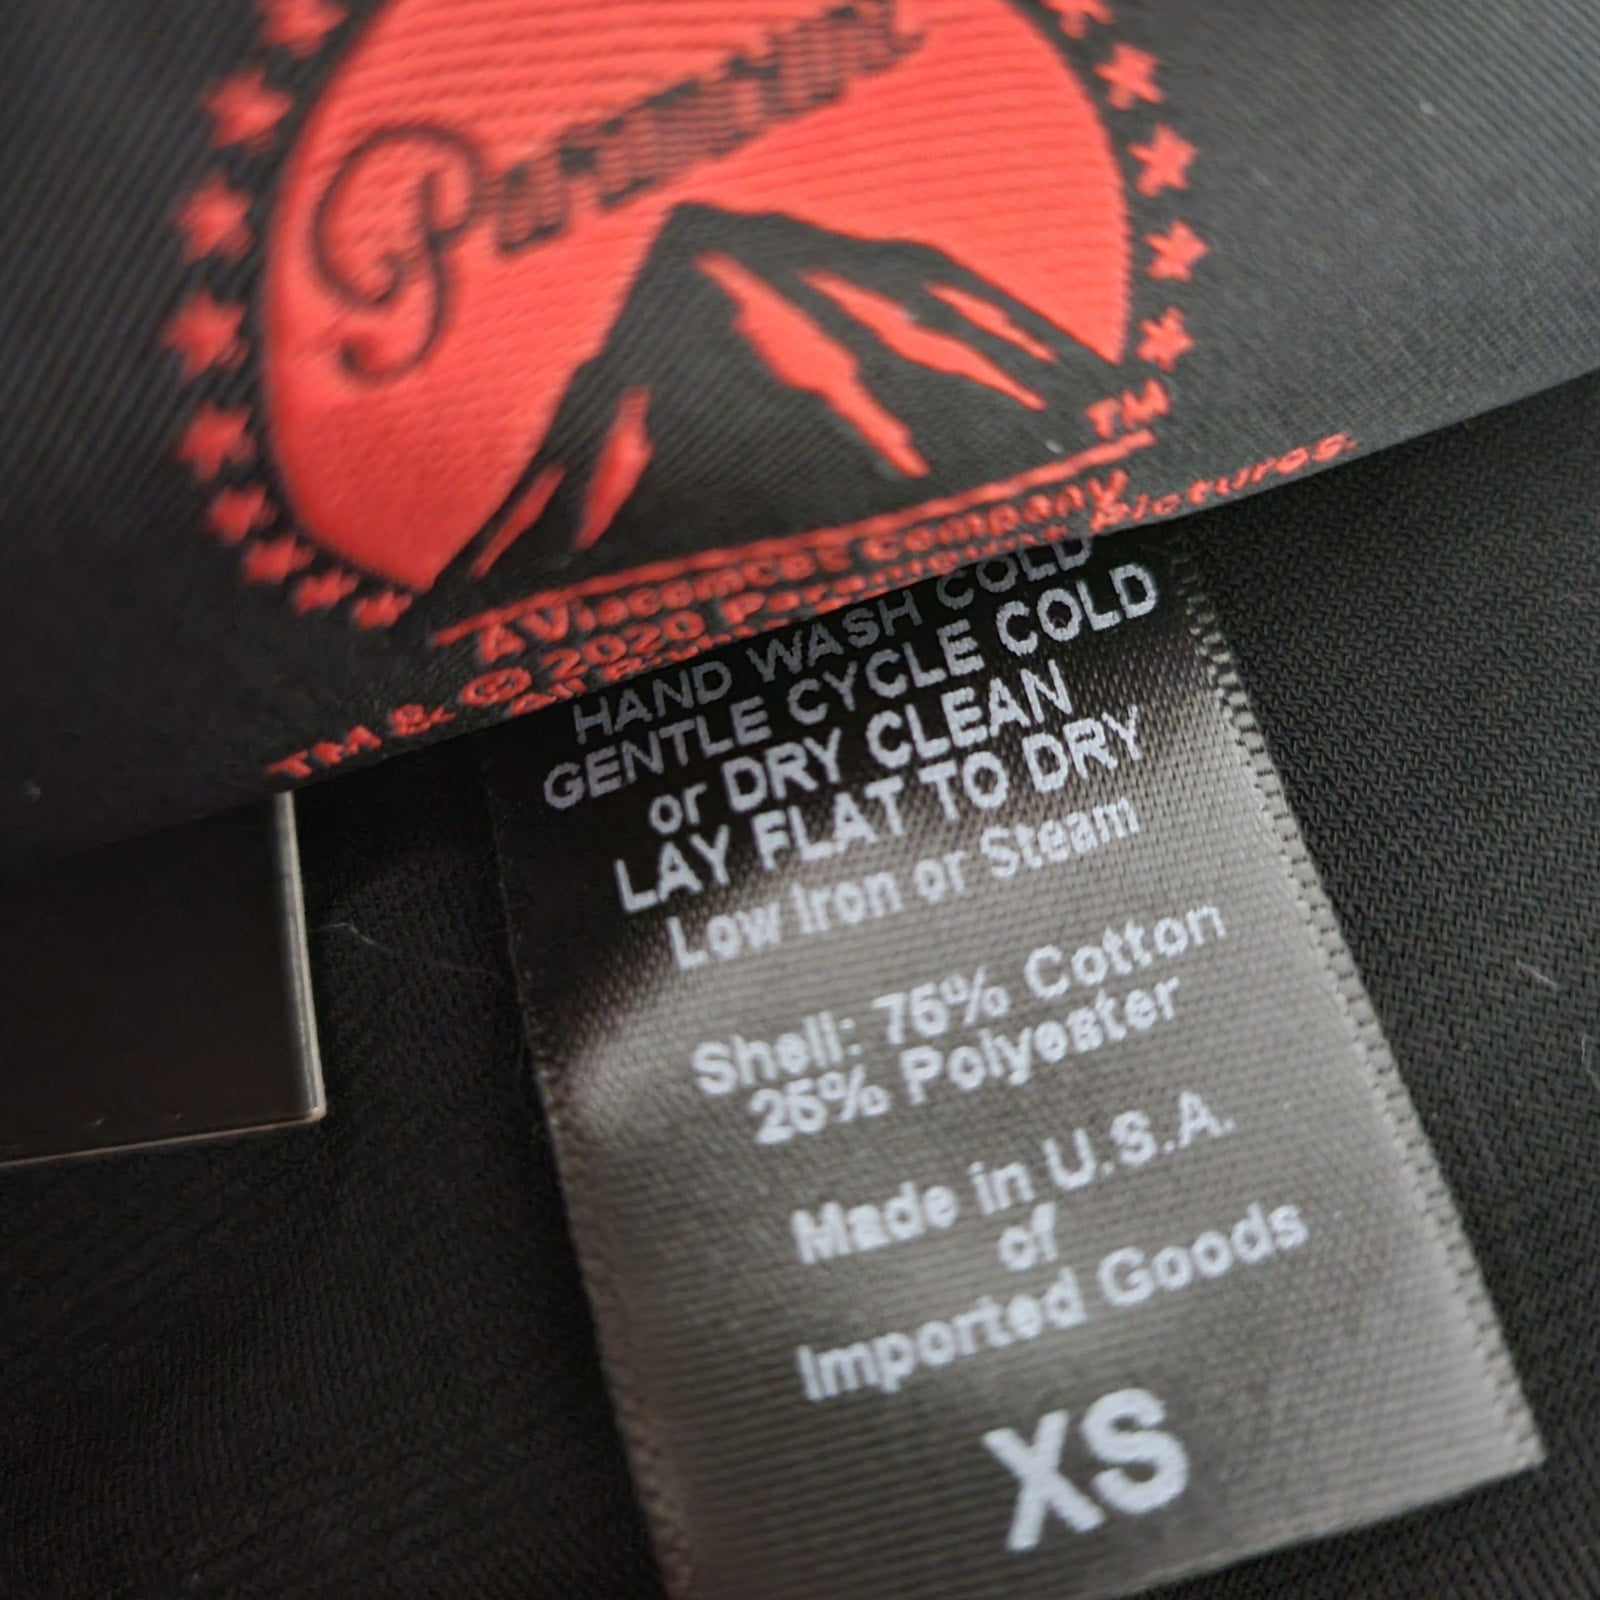 Paramount
TM
A ViacomCBS Company
TM & © 2020 Paramount Pictures.
All
HAND WASH COLD
GENTLE CYCLE COLD
or DRY CLEAN
LAY FLAT TO DRY
Low Iron or Steam
Shell: 75% Cotton
25% Polyester
Made in U.S.A.
of
Imported Goods
XS